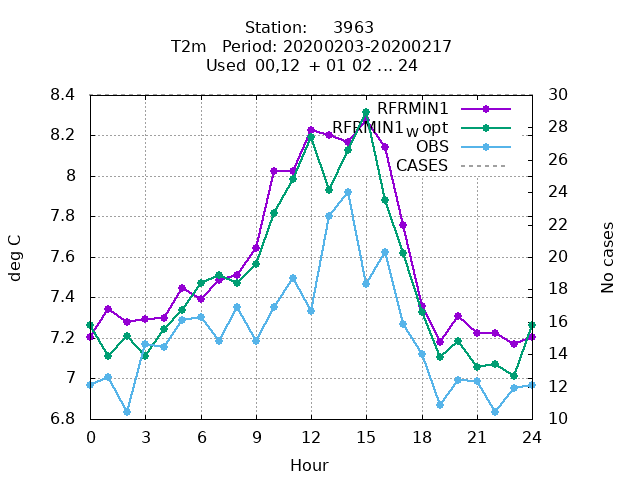 Station: 3963
T2m Period: 20200203-20200217
Used 00,12 + 01 02 ... 24
8.4
8.2
8
7.8
7.6
7.4
7.2
7
6.8
30
28
26
24
22
20
18
16
14
12
10
RFRMIN1
RFRMIN1w opt
OBS
CASES
deg C
No cases
0 3 6 9 12 15 18 21 24
Hour